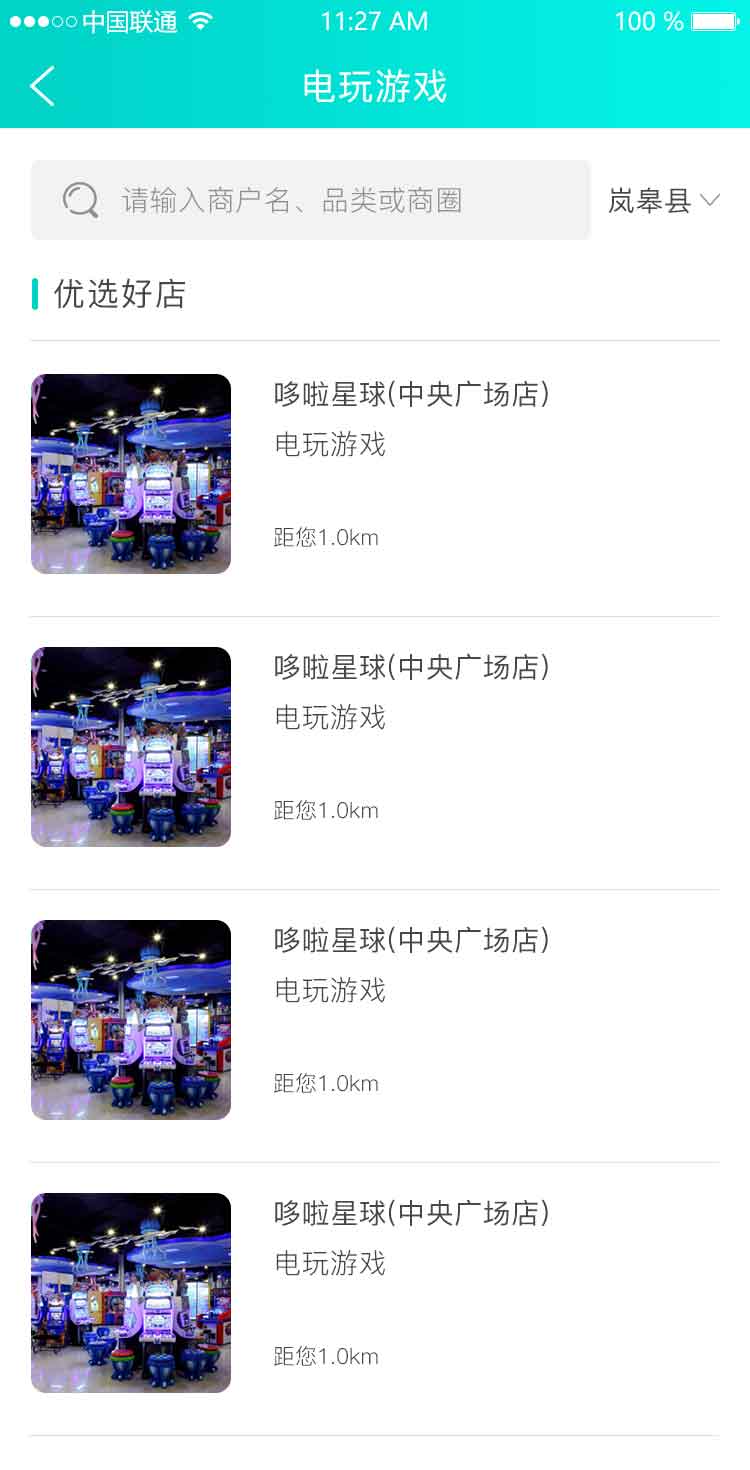 中国联通 11:27 AM 100 %
电玩游戏
请输入商户名、品类或商圈 岚皋县
优选好店
哆啦星球(中央广场店)
电玩游戏
距您1.0km
哆啦星球(中央广场店)
电玩游戏
距您1.0km
哆啦星球(中央广场店)
电玩游戏
距您1.0km
哆啦星球(中央广场店)
电玩游戏
距您1.0km